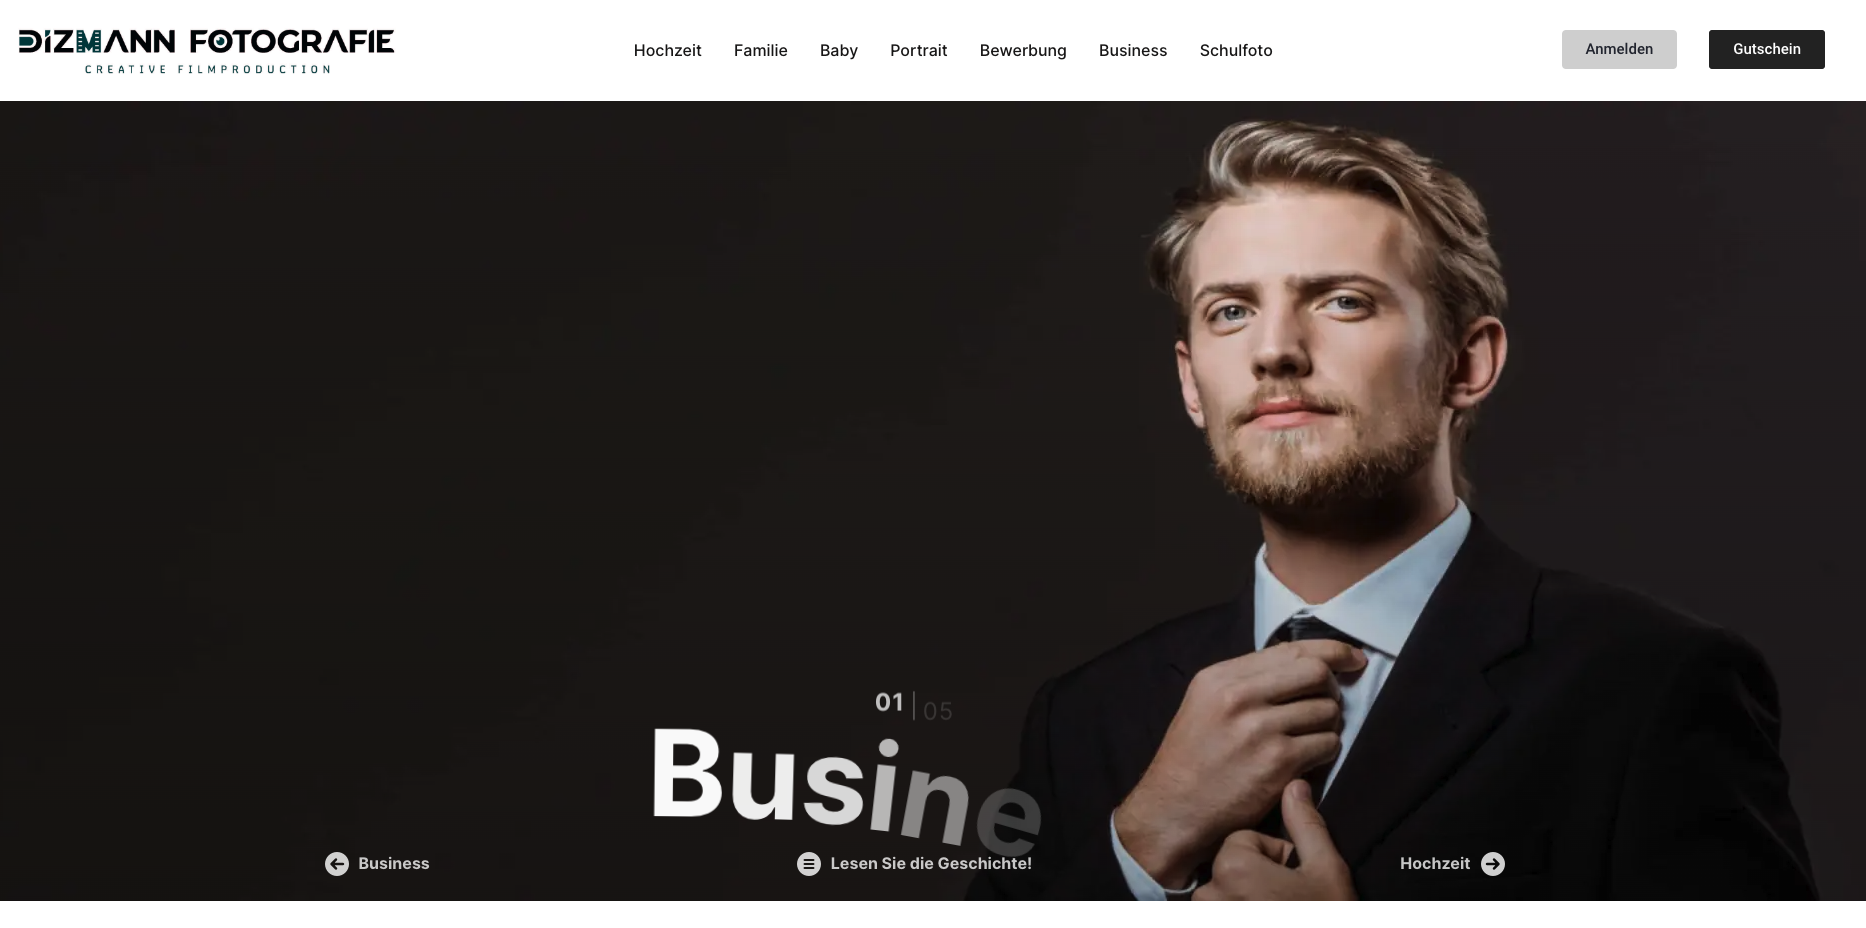 DIZMANN FOTOGRAFIE
CREATIVE FILMPRODUCTION
Hochzeit Familie Baby Portrait Bewerbung Business Schulfoto
Anmelden Gutschein
01 | 05
Busine
Business
Lesen Sie die Geschichte!
Hochzeit